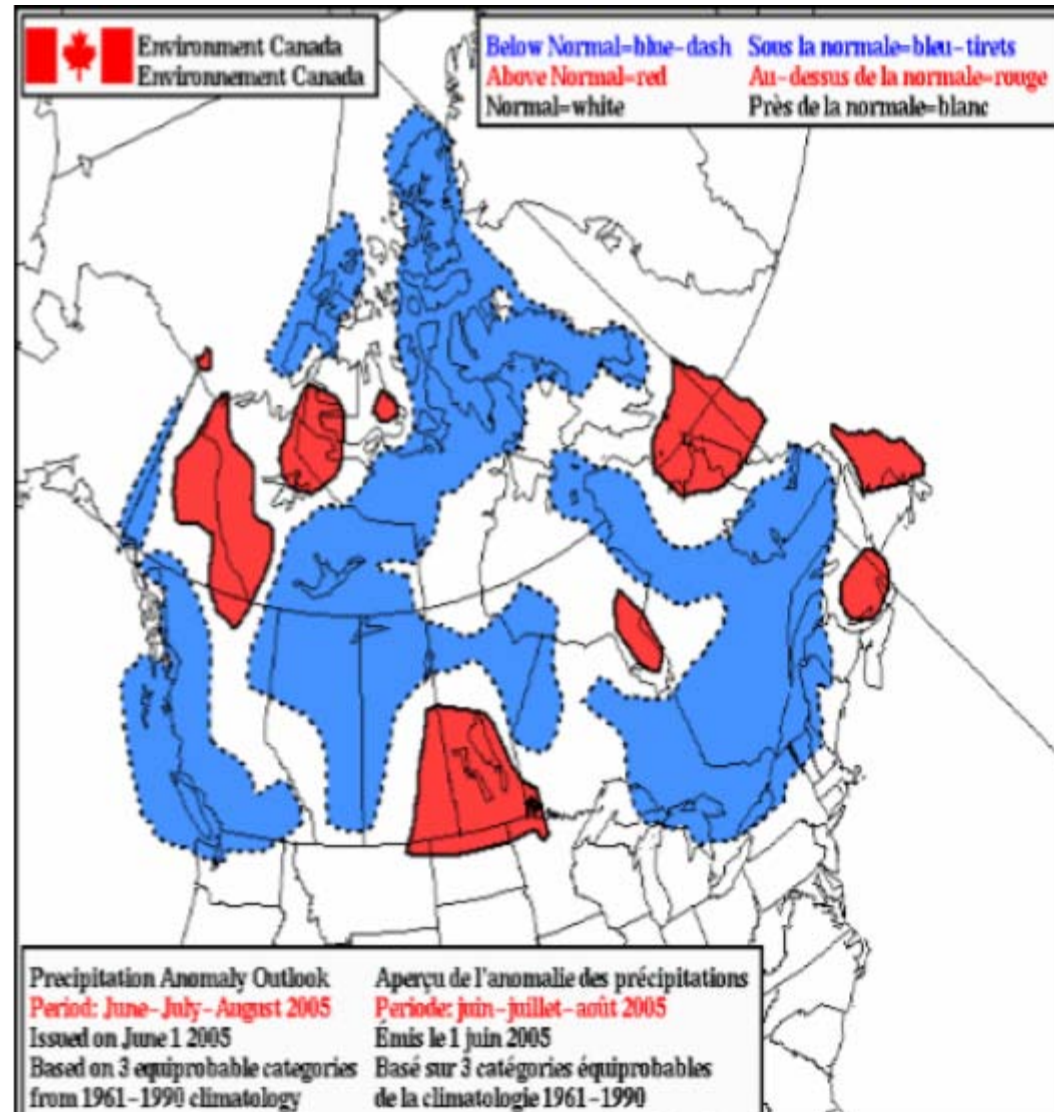 Environment Canada
Environnement Canada
Below Normal=blue-dash Sous la normale=bleu-tirets
Above Normal=red Au-dessus de la normale=rouge
Normal=white Près de la normale=blanc
Precipitation Anomaly Outlook Aperçu de l'anomalie des précipitations
Period: June-July-August 2005 Periode: juin-juillet-août 2005
Issued on June 1 2005 Émis le 1 juin 2005
Based on 3 equiprobable categories Basé sur 3 catégories équiprobables
from 1961-1990 climatology de la climatologie 1961-1990